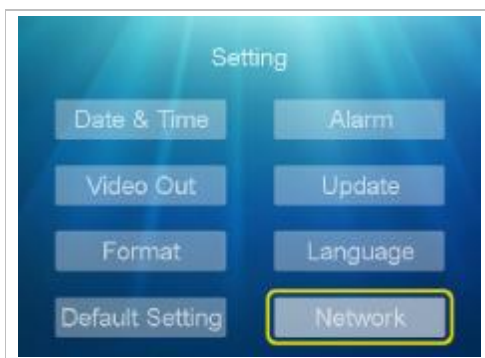 Setting
Date & Time
Alarm
Video Out
Update
Format
Language
Default Setting
Network